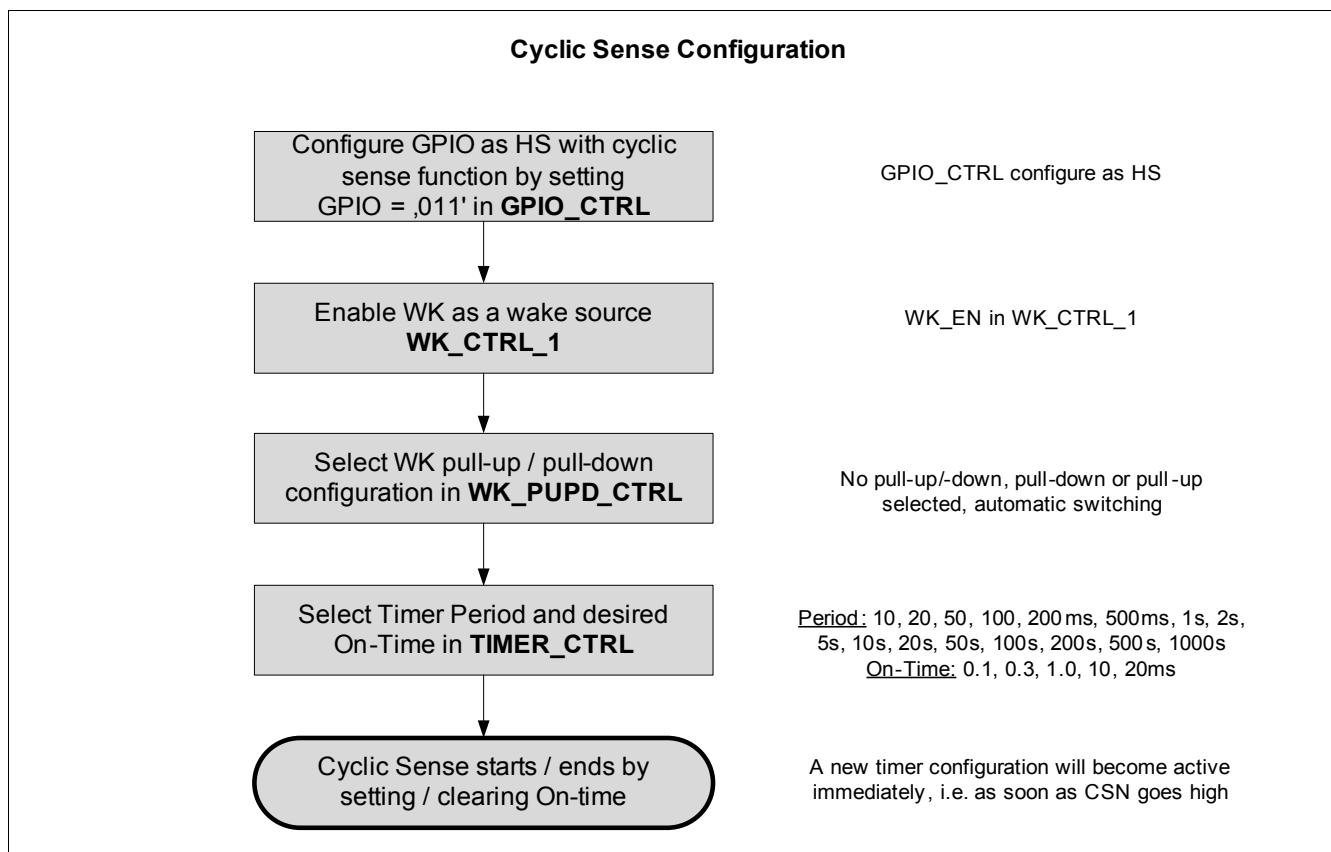 Cyclic Sense Configuration
Configure GPIO as HS with cyclic
sense function by setting
GPIO = ‚011' in GPIO_CTRL
GPIO_CTRL configure as HS
Enable WK as a wake source
WK_CTRL_1
WK_EN in WK_CTRL_1
Select WK pull-up / pull-down
configuration in WK_PUPD_CTRL
No pull-up/-down, pull-down or pull-up
selected, automatic switching
Select Timer Period and desired
On-Time in TIMER_CTRL
Period: 10, 20, 50, 100, 200ms, 500ms, 1s, 2s,
5s, 10s, 20s, 50s, 100s, 200s, 500s, 1000s
On-Time: 0.1, 0.3, 1.0, 10, 20ms
Cyclic Sense starts / ends by
setting / clearing On-time
A new timer configuration will become active
immediately, i.e. as soon as CSN goes high